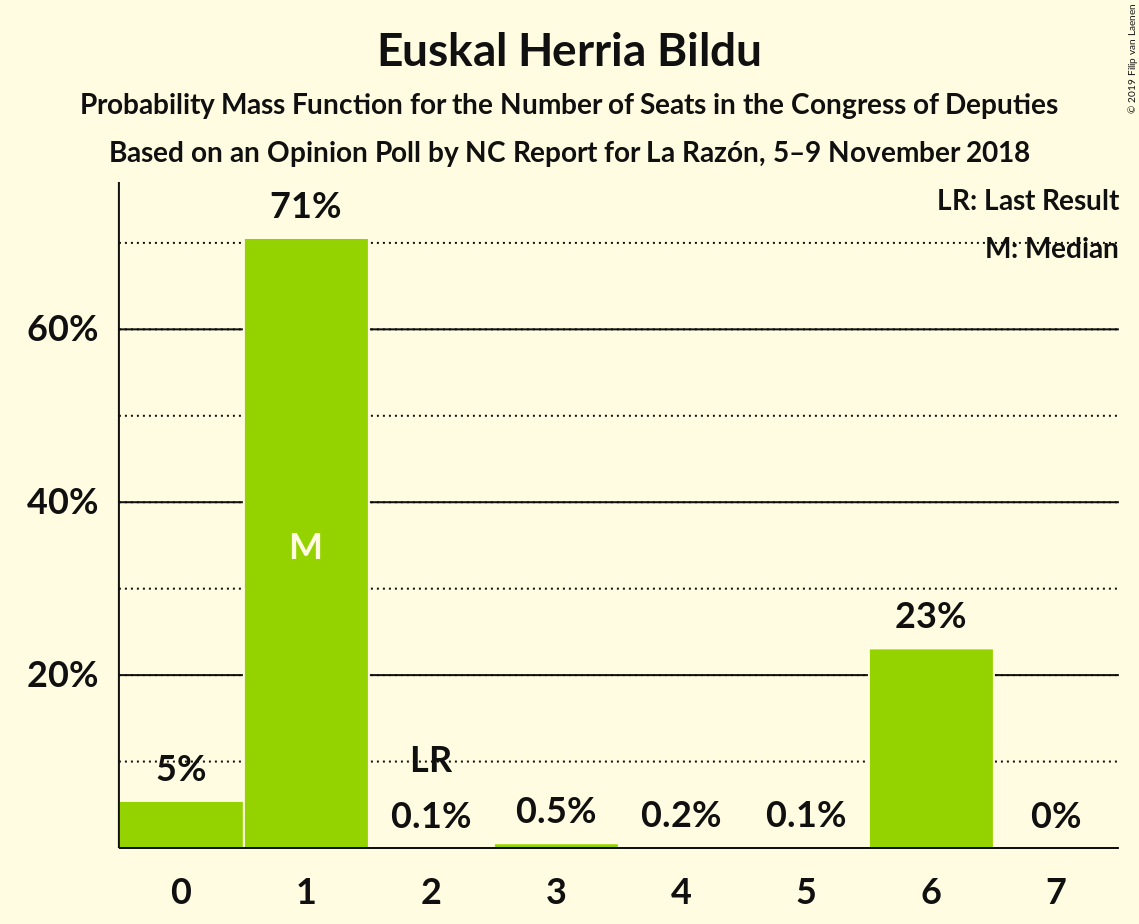 Euskal Herria Bildu
Probability Mass Function for the Number of Seats in the Congress of Deputies
Based on an Opinion Poll by NC Report for La Razón, 5–9 November 2018
© 2019 Filip van Laenen
LR: Last Result
M: Median
71%
60%
40%
20%
M
23%
5%
LR
0.1%
0.5%
0.2%
0.1%
0%
0 1 2 3 4 5 6 7